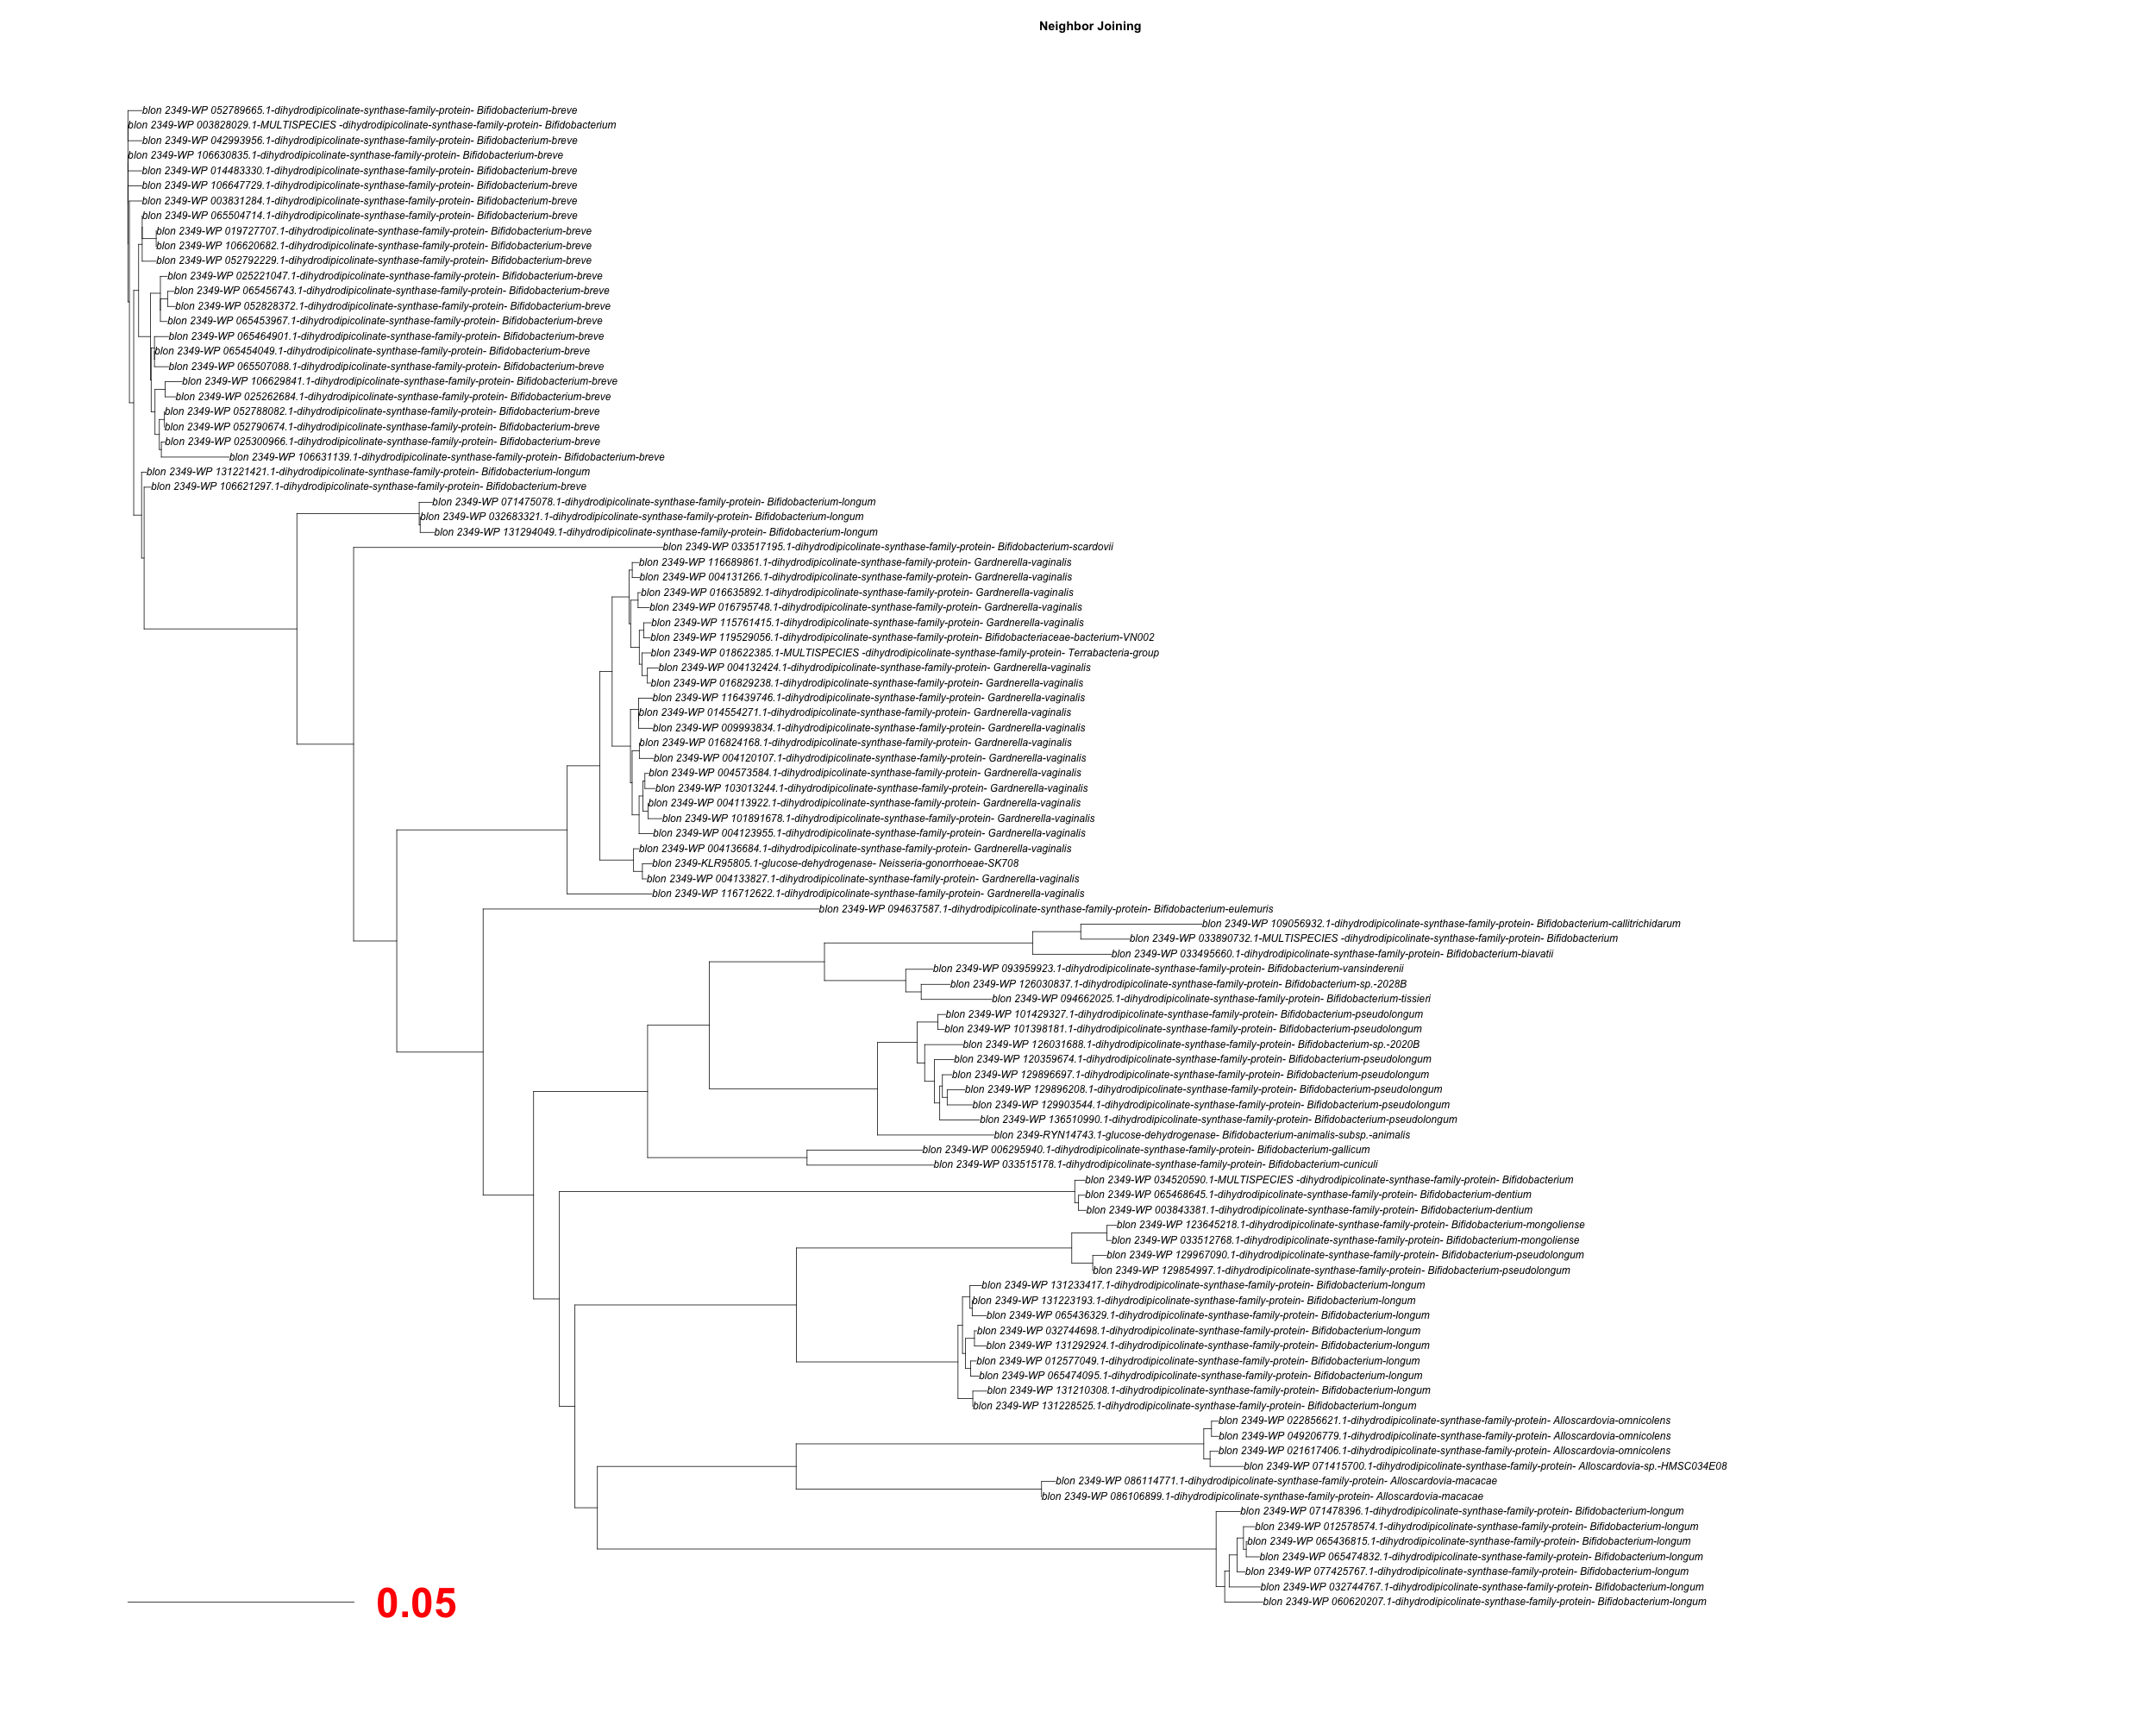 Neighbor Joining
blon 2349-WP 052789665.1-dihydrodipicolinate-synthase-family-protein- Bifidobacterium-breve
blon 2349-WP 003828029.1-MULTISPECIES -dihydrodipicolinate-synthase-family-protein- Bifidobacterium
blon 2349-WP 042993956.1-dihydrodipicolinate-synthase-family-protein- Bifidobacterium-breve
blon 2349-WP 106630835.1-dihydrodipicolinate-synthase-family-protein- Bifidobacterium-breve
blon 2349-WP 014483330.1-dihydrodipicolinate-synthase-family-protein- Bifidobacterium-breve
blon 2349-WP 106647729.1-dihydrodipicolinate-synthase-family-protein- Bifidobacterium-breve
blon 2349-WP 003831284.1-dihydrodipicolinate-synthase-family-protein- Bifidobacterium-breve
blon 2349-WP 065504714.1-dihydrodipicolinate-synthase-family-protein- Bifidobacterium-breve
blon 2349-WP 019727707.1-dihydrodipicolinate-synthase-family-protein- Bifidobacterium-breve
blon 2349-WP 106620682.1-dihydrodipicolinate-synthase-family-protein- Bifidobacterium-breve
blon 2349-WP 052792229.1-dihydrodipicolinate-synthase-family-protein- Bifidobacterium-breve
blon 2349-WP 025221047.1-dihydrodipicolinate-synthase-family-protein- Bifidobacterium-breve
blon 2349-WP 065456743.1-dihydrodipicolinate-synthase-family-protein- Bifidobacterium-breve
blon 2349-WP 052828372.1-dihydrodipicolinate-synthase-family-protein- Bifidobacterium-breve
blon 2349-WP 065453967.1-dihydrodipicolinate-synthase-family-protein- Bifidobacterium-breve
blon 2349-WP 065464901.1-dihydrodipicolinate-synthase-family-protein- Bifidobacterium-breve
blon 2349-WP 065454049.1-dihydrodipicolinate-synthase-family-protein- Bifidobacterium-breve
blon 2349-WP 065507088.1-dihydrodipicolinate-synthase-family-protein- Bifidobacterium-breve
blon 2349-WP 106629841.1-dihydrodipicolinate-synthase-family-protein- Bifidobacterium-breve
blon 2349-WP 025262684.1-dihydrodipicolinate-synthase-family-protein- Bifidobacterium-breve
blon 2349-WP 052788082.1-dihydrodipicolinate-synthase-family-protein- Bifidobacterium-breve
blon 2349-WP 052790674.1-dihydrodipicolinate-synthase-family-protein- Bifidobacterium-breve
blon 2349-WP 025300966.1-dihydrodipicolinate-synthase-family-protein- Bifidobacterium-breve
blon 2349-WP 106631139.1-dihydrodipicolinate-synthase-family-protein- Bifidobacterium-breve
blon 2349-WP 131221421.1-dihydrodipicolinate-synthase-family-protein- Bifidobacterium-longum
blon 2349-WP 106621297.1-dihydrodipicolinate-synthase-family-protein- Bifidobacterium-breve
blon 2349-WP 071475078.1-dihydrodipicolinate-synthase-family-protein- Bifidobacterium-longum
blon 2349-WP 032683321.1-dihydrodipicolinate-synthase-family-protein- Bifidobacterium-longum
blon 2349-WP 131294049.1-dihydrodipicolinate-synthase-family-protein- Bifidobacterium-longum
blon 2349-WP 033517195.1-dihydrodipicolinate-synthase-family-protein- Bifidobacterium-scardovii
blon 2349-WP 116689861.1-dihydrodipicolinate-synthase-family-protein- Gardnerella-vaginalis
blon 2349-WP 004131266.1-dihydrodipicolinate-synthase-family-protein- Gardnerella-vaginalis
blon 2349-WP 016635892.1-dihydrodipicolinate-synthase-family-protein- Gardnerella-vaginalis
blon 2349-WP 016795748.1-dihydrodipicolinate-synthase-family-protein- Gardnerella-vaginalis
blon 2349-WP 115761415.1-dihydrodipicolinate-synthase-family-protein- Gardnerella-vaginalis
blon 2349-WP 119529056.1-dihydrodipicolinate-synthase-family-protein- Bifidobacteriaceae-bacterium-VN002
blon 2349-WP 018622385.1-MULTISPECIES -dihydrodipicolinate-synthase-family-protein- Terrabacteria-group
blon 2349-WP 004132424.1-dihydrodipicolinate-synthase-family-protein- Gardnerella-vaginalis
blon 2349-WP 016829238.1-dihydrodipicolinate-synthase-family-protein- Gardnerella-vaginalis
blon 2349-WP 116439746.1-dihydrodipicolinate-synthase-family-protein- Gardnerella-vaginalis
blon 2349-WP 014554271.1-dihydrodipicolinate-synthase-family-protein- Gardnerella-vaginalis
blon 2349-WP 009993834.1-dihydrodipicolinate-synthase-family-protein- Gardnerella-vaginalis
blon 2349-WP 016824168.1-dihydrodipicolinate-synthase-family-protein- Gardnerella-vaginalis
blon 2349-WP 004120107.1-dihydrodipicolinate-synthase-family-protein- Gardnerella-vaginalis
blon 2349-WP 004573584.1-dihydrodipicolinate-synthase-family-protein- Gardnerella-vaginalis
blon 2349-WP 103013244.1-dihydrodipicolinate-synthase-family-protein- Gardnerella-vaginalis
blon 2349-WP 004113922.1-dihydrodipicolinate-synthase-family-protein- Gardnerella-vaginalis
blon 2349-WP 101891678.1-dihydrodipicolinate-synthase-family-protein- Gardnerella-vaginalis
blon 2349-WP 004123955.1-dihydrodipicolinate-synthase-family-protein- Gardnerella-vaginalis
blon 2349-WP 004136684.1-dihydrodipicolinate-synthase-family-protein- Gardnerella-vaginalis
blon 2349-KLR95805.1-glucose-dehydrogenase- Neisseria-gonorrhoeae-SK708
blon 2349-WP 004133827.1-dihydrodipicolinate-synthase-family-protein- Gardnerella-vaginalis
blon 2349-WP 116712622.1-dihydrodipicolinate-synthase-family-protein- Gardnerella-vaginalis
blon 2349-WP 094637587.1-dihydrodipicolinate-synthase-family-protein- Bifidobacterium-eulemuris
blon 2349-WP 109056932.1-dihydrodipicolinate-synthase-family-protein- Bifidobacterium-callitrichidarum
blon 2349-WP 033890732.1-MULTISPECIES -dihydrodipicolinate-synthase-family-protein- Bifidobacterium
blon 2349-WP 033495660.1-dihydrodipicolinate-synthase-family-protein- Bifidobacterium-biavatii
blon 2349-WP 093959923.1-dihydrodipicolinate-synthase-family-protein- Bifidobacterium-vansinderenii
blon 2349-WP 126030837.1-dihydrodipicolinate-synthase-family-protein- Bifidobacterium-sp.-2028B
blon 2349-WP 094662025.1-dihydrodipicolinate-synthase-family-protein- Bifidobacterium-tissieri
blon 2349-WP 101429327.1-dihydrodipicolinate-synthase-family-protein- Bifidobacterium-pseudolongum
blon 2349-WP 101398181.1-dihydrodipicolinate-synthase-family-protein- Bifidobacterium-pseudolongum
blon 2349-WP 126031688.1-dihydrodipicolinate-synthase-family-protein- Bifidobacterium-sp.-2020B
blon 2349-WP 120359674.1-dihydrodipicolinate-synthase-family-protein- Bifidobacterium-pseudolongum
blon 2349-WP 129896697.1-dihydrodipicolinate-synthase-family-protein- Bifidobacterium-pseudolongum
blon 2349-WP 129896208.1-dihydrodipicolinate-synthase-family-protein- Bifidobacterium-pseudolongum
blon 2349-WP 129903544.1-dihydrodipicolinate-synthase-family-protein- Bifidobacterium-pseudolongum
blon 2349-WP 136510990.1-dihydrodipicolinate-synthase-family-protein- Bifidobacterium-pseudolongum
blon 2349-RYN14743.1-glucose-dehydrogenase- Bifidobacterium-animalis-subsp.-animalis
blon 2349-WP 006295940.1-dihydrodipicolinate-synthase-family-protein- Bifidobacterium-gallicum
blon 2349-WP 033515178.1-dihydrodipicolinate-synthase-family-protein- Bifidobacterium-cuniculi
blon 2349-WP 034520590.1-MULTISPECIES -dihydrodipicolinate-synthase-family-protein- Bifidobacterium
blon 2349-WP 065468645.1-dihydrodipicolinate-synthase-family-protein- Bifidobacterium-dentium
blon 2349-WP 003843381.1-dihydrodipicolinate-synthase-family-protein- Bifidobacterium-dentium
blon 2349-WP 123645218.1-dihydrodipicolinate-synthase-family-protein- Bifidobacterium-mongoliense
blon 2349-WP 033512768.1-dihydrodipicolinate-synthase-family-protein- Bifidobacterium-mongoliense
blon 2349-WP 129967090.1-dihydrodipicolinate-synthase-family-protein- Bifidobacterium-pseudolongum
blon 2349-WP 129854997.1-dihydrodipicolinate-synthase-family-protein- Bifidobacterium-pseudolongum
blon 2349-WP 131233417.1-dihydrodipicolinate-synthase-family-protein- Bifidobacterium-longum
blon 2349-WP 131223193.1-dihydrodipicolinate-synthase-family-protein- Bifidobacterium-longum
blon 2349-WP 065436329.1-dihydrodipicolinate-synthase-family-protein- Bifidobacterium-longum
blon 2349-WP 032744698.1-dihydrodipicolinate-synthase-family-protein- Bifidobacterium-longum
blon 2349-WP 131292924.1-dihydrodipicolinate-synthase-family-protein- Bifidobacterium-longum
blon 2349-WP 012577049.1-dihydrodipicolinate-synthase-family-protein- Bifidobacterium-longum
blon 2349-WP 065474095.1-dihydrodipicolinate-synthase-family-protein- Bifidobacterium-longum
blon 2349-WP 131210308.1-dihydrodipicolinate-synthase-family-protein- Bifidobacterium-longum
blon 2349-WP 131228525.1-dihydrodipicolinate-synthase-family-protein- Bifidobacterium-longum
blon 2349-WP 022856621.1-dihydrodipicolinate-synthase-family-protein- Alloscardovia-omnicolens
blon 2349-WP 049206779.1-dihydrodipicolinate-synthase-family-protein- Alloscardovia-omnicolens
blon 2349-WP 021617406.1-dihydrodipicolinate-synthase-family-protein- Alloscardovia-omnicolens
blon 2349-WP 071415700.1-dihydrodipicolinate-synthase-family-protein- Alloscardovia-sp.-HMSC034E08
blon 2349-WP 086114771.1-dihydrodipicolinate-synthase-family-protein- Alloscardovia-macacae
blon 2349-WP 086106899.1-dihydrodipicolinate-synthase-family-protein- Alloscardovia-macacae
blon 2349-WP 071478396.1-dihydrodipicolinate-synthase-family-protein- Bifidobacterium-longum
blon 2349-WP 012578574.1-dihydrodipicolinate-synthase-family-protein- Bifidobacterium-longum
blon 2349-WP 065436815.1-dihydrodipicolinate-synthase-family-protein- Bifidobacterium-longum
blon 2349-WP 065474832.1-dihydrodipicolinate-synthase-family-protein- Bifidobacterium-longum
blon 2349-WP 077425767.1-dihydrodipicolinate-synthase-family-protein- Bifidobacterium-longum
blon 2349-WP 032744767.1-dihydrodipicolinate-synthase-family-protein- Bifidobacterium-longum
blon 2349-WP 060620207.1-dihydrodipicolinate-synthase-family-protein- Bifidobacterium-longum
0.05